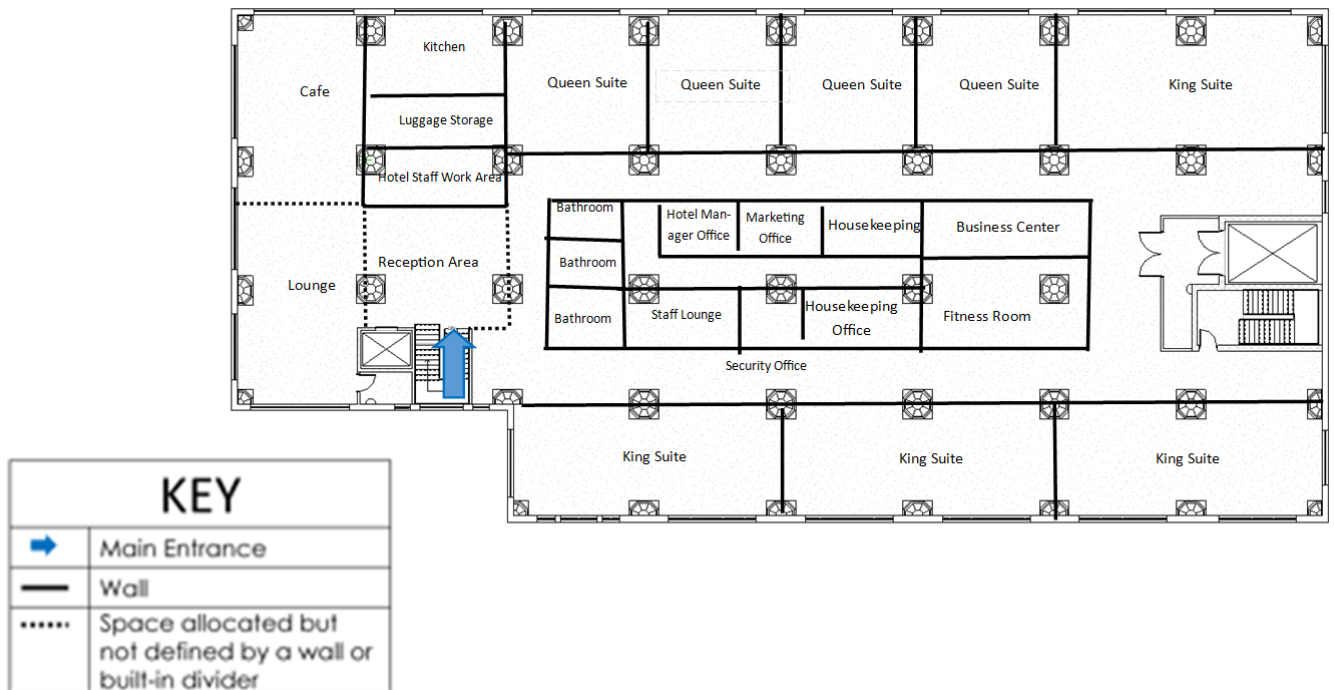 Kitchen
Cafe
Queen Suite
Queen Suite
Queen Suite
Queen Suite
King Suite
Luggage Storage
Hotel Staff Work Area
Bathroom
Hotel Man-
ager Office
Marketing
Office
Housekeeping
Business Center
Reception Area
Bathroom
Lounge
Bathroom
Staff Lounge
Housekeeping
Office
Fitness Room
Security Office
King Suite
King Suite
King Suite
KEY
Main Entrance
Wall
Space allocated but
not defined by a wall or
built-in divider